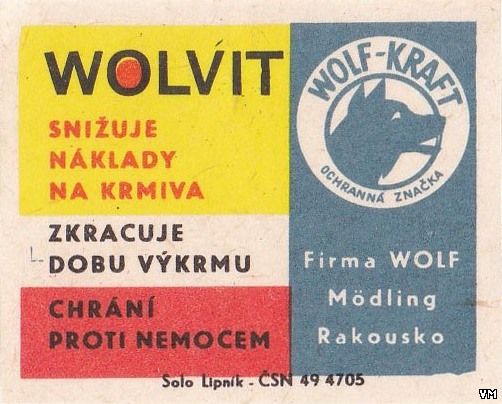 WOLVIT
SNIŽUJE
NÁKLADY
NA KRMIVA
ZKRACUJE
DOBU VÝKRMU
CHRÁNÍ
PROTI NEMOCEM
WOLF-KRAFT
OCHRANNÁ ZNAČKA
Firma WOLF
Mödling
Rakousko
Solo Lipník - ČSN 49 4705
VM